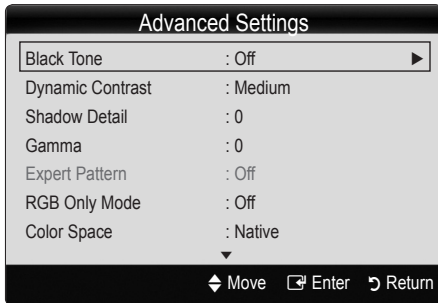 Advanced Settings
Black Tone : Off
Dynamic Contrast : Medium
Shadow Detail : 0
Gamma : 0
Expert Pattern : Off
RGB Only Mode : Off
Color Space : Native
Move Enter Return